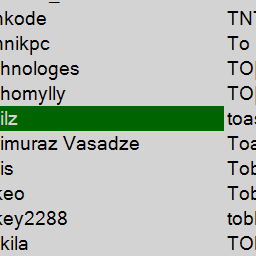 nkode TNT
nnikpc To
hnologes TO
homylly TO
ilz toas
imuraz Vasadze Toa
is Tob
keo Tob
key2288 tobl
kila TO